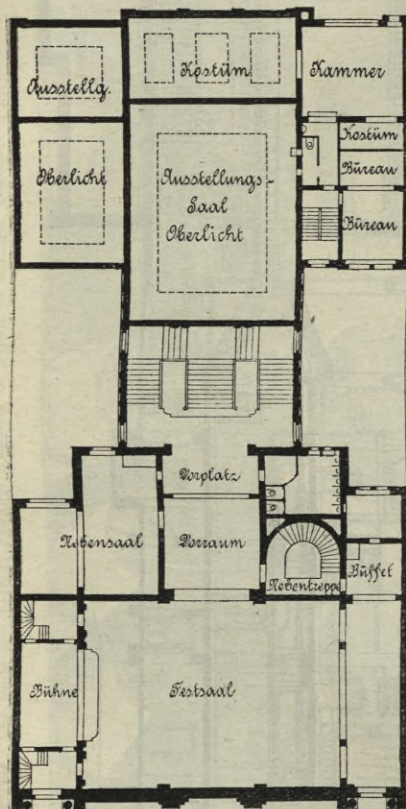 Ausstellg.
Kostüm
Kammer
Kostüm
Büreau
Oberlicht
Ausstellungs-
Saal
Oberlicht
Büreau
Vorplatz
Nebensaal
Vorraum
Nebentreppe
Büffet
Bühne
Festsaal